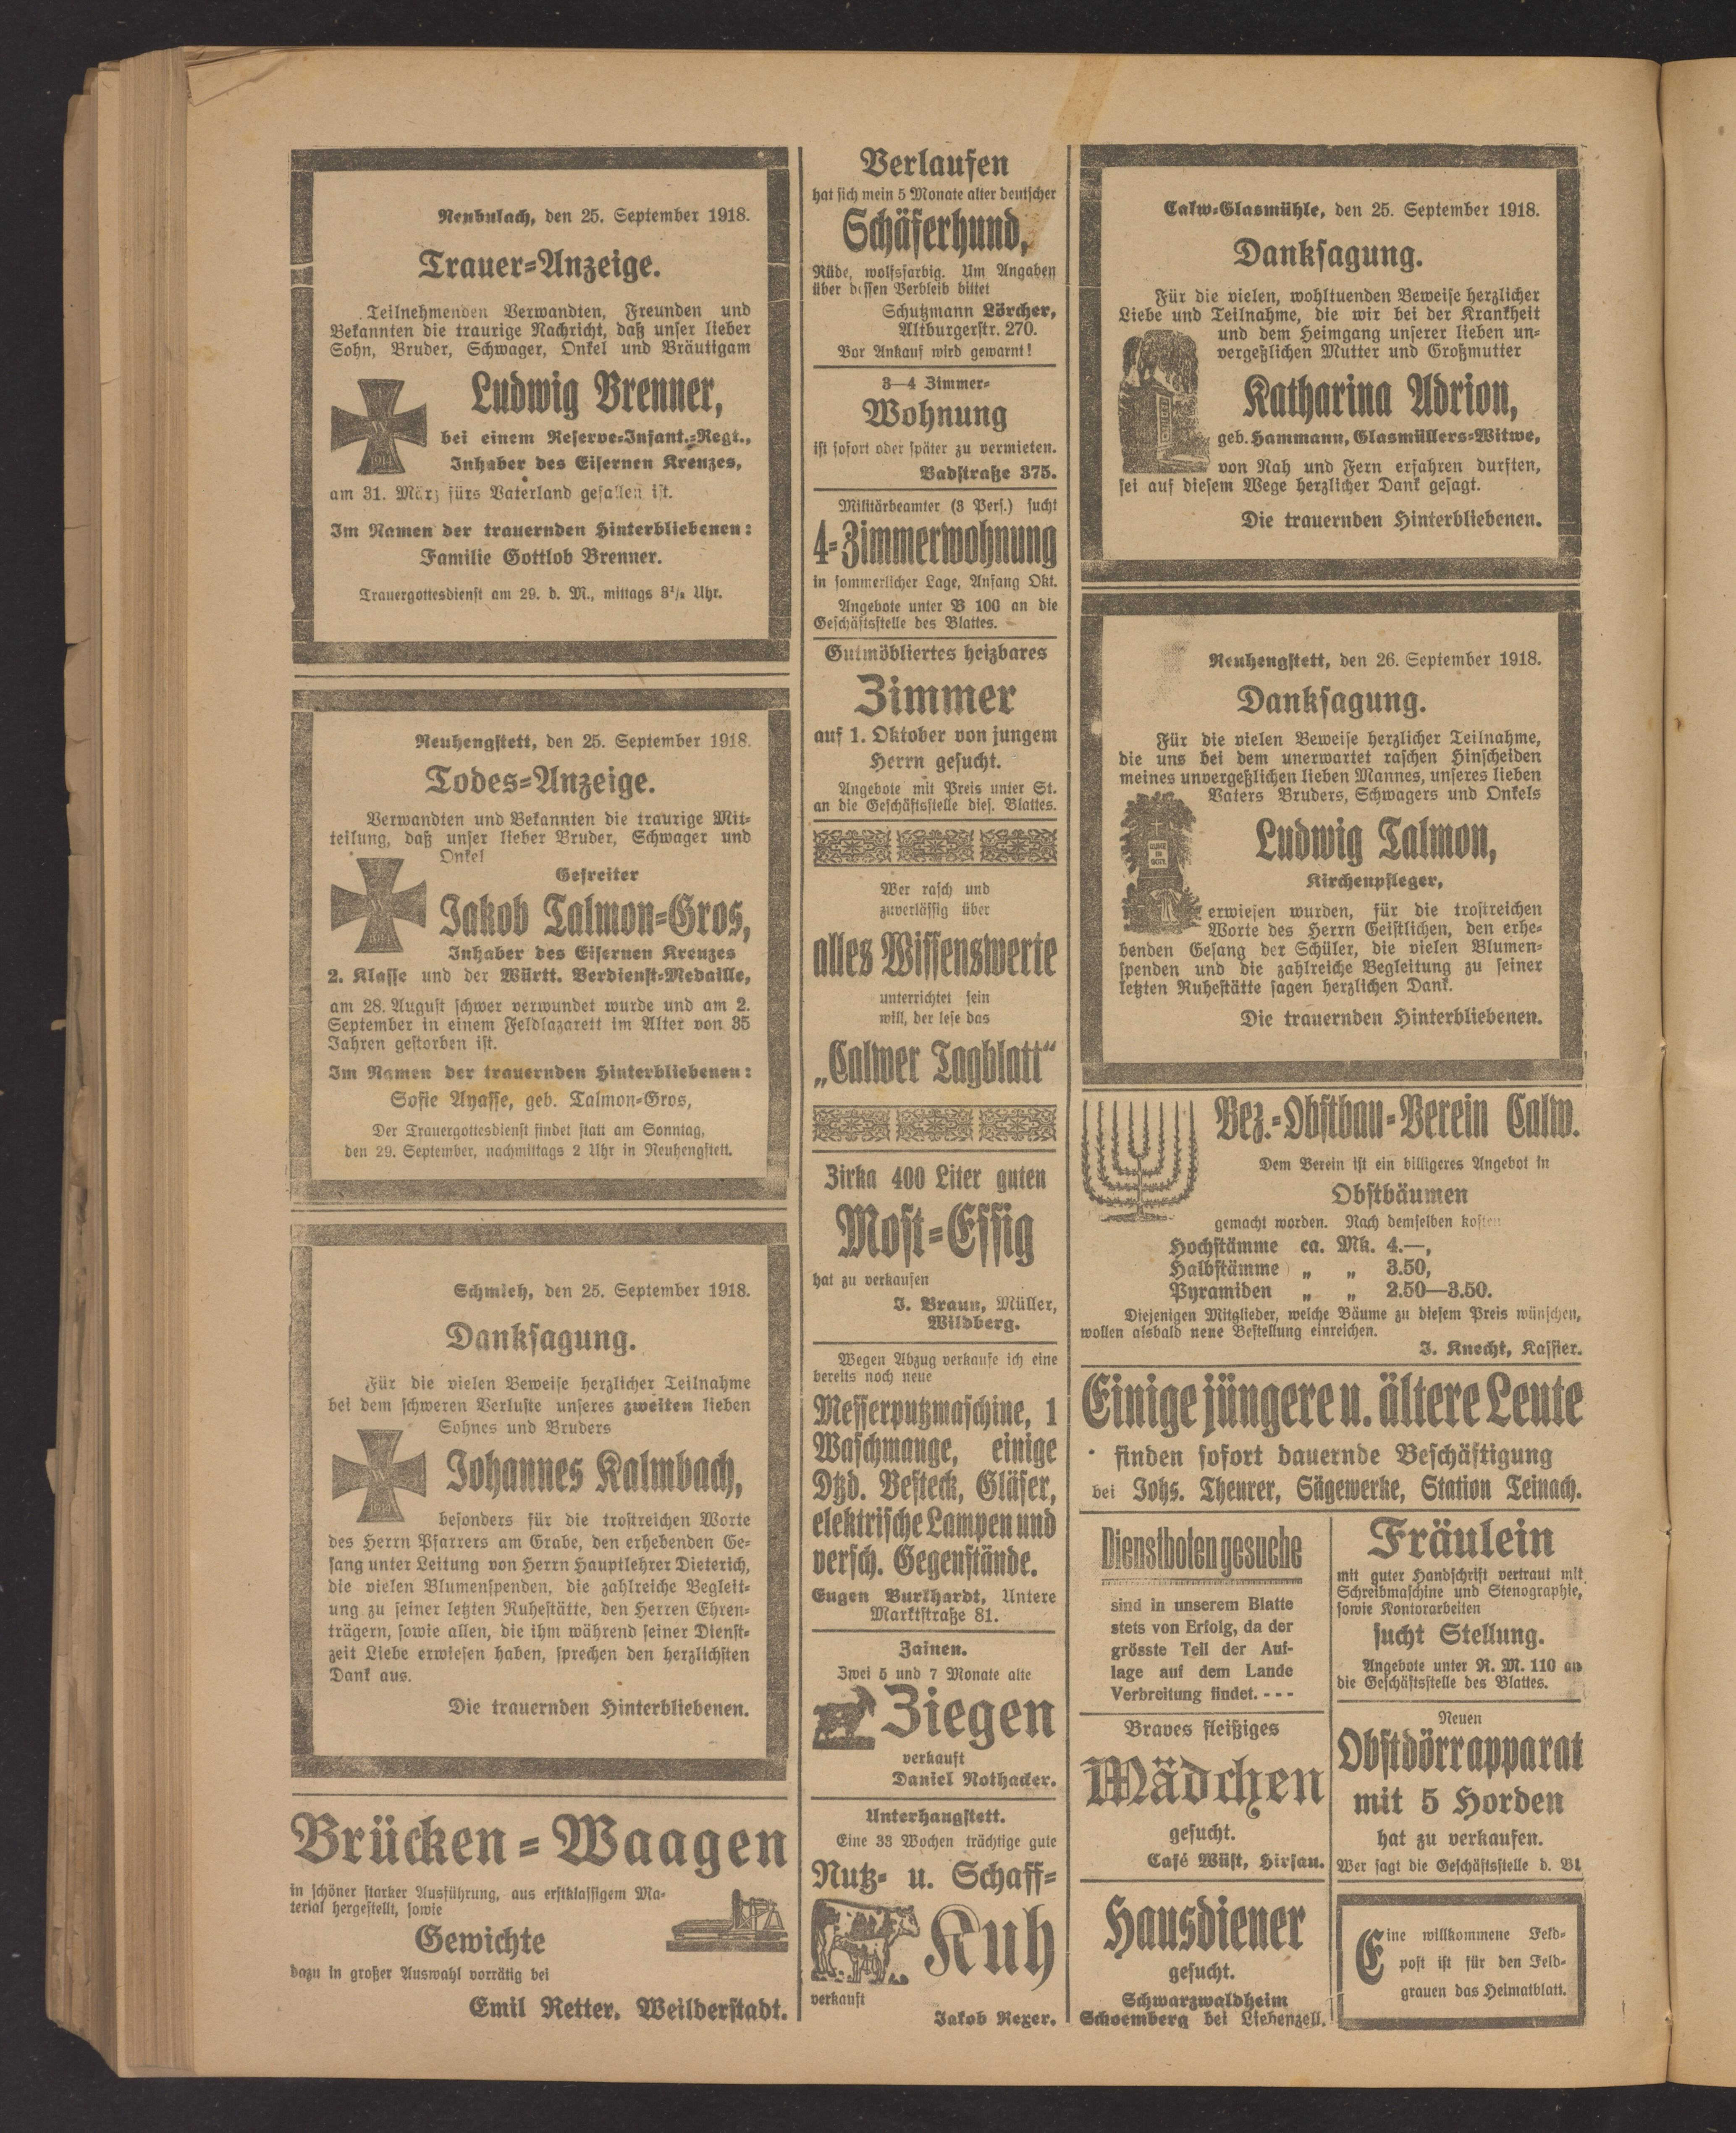 Neubulach, den 25. September 1918.
Trauer-Anzeige.
Teilnehmenden Verwandten, Freunden und
Bekannten die traurige Nachricht, daß unser lieber
Sohn, Bruder, Schwager, Onkel und Bräutigam
Ludwig Brenner,
bei einem Reserve-Infant.-Regt.,
Inhaber des Eisernen Kreuzes,
am 31. März fürs Vaterland gefallen ist.
Im Namen der trauernden Hinterbliebenen:
Familie Gottlob Brenner.
Trauergottesdienst am 29. d. M., mittags 8½ Uhr.
Neuhengstett, den 25. September 1918.
Todes-Anzeige.
Verwandten und Bekannten die traurige Mit-
teilung, daß unser lieber Bruder, Schwager und
Onkel
Gefreiter
Jakob Talmon-Gros,
Inhaber des Eisernen Kreuzes
2. Klasse und der Württ. Verdienst-Medaille,
am 28. August schwer verwundet wurde und am 2.
September in einem Feldlazarett im Alter von 35
Jahren gestorben ist.
Im Namen der trauernden Hinterbliebenen:
Sofie Ayasse, geb. Talmon-Gros,
Der Trauergottesdienst findet statt am Sonntag,
den 29. September, nachmittags 2 Uhr in Neuhengstett.
Schmieh, den 25. September 1918.
Danksagung.
Für die vielen Beweise herzlicher Teilnahme
bei dem schweren Verluste unseres zweiten lieben
Sohnes und Bruders
Johannes Kalmbach,
besonders für die trostreichen Worte
des Herrn Pfarrers am Grabe, den erhebenden Ge-
sang unter Leitung von Herrn Hauptlehrer Dieterich,
die vielen Blumenspenden, die zahlreiche Begleit-
ung zu seiner letzten Ruhestätte, den Herren Ehren-
trägern, sowie allen, die ihm während seiner Dienst-
zeit Liebe erwiesen haben, sprechen den herzlichsten
Dank aus.
Die trauernden Hinterbliebenen.
Brücken-Waagen
in schöner starker Ausführung, aus erstklassigem Ma-
terial hergestellt, sowie
Gewichte
dazu in großer Auswahl vorrätig bei
Emil Retter, Weilderstadt.
Verlaufen
hat sich mein 5 Monate alter deutscher
Schäferhund,
Rüde, wolfsfarbig. Um Angaben
über dessen Verbleib bittet
Schutzmann Lörcher,
Altburgerstr. 270.
Vor Ankauf wird gewarnt!
3—4 Zimmer-
Wohnung
ist sofort oder später zu vermieten.
Badstraße 375.
Militärbeamter (3 Pers.) sucht
4-Zimmerwohnung
in sommerlicher Lage, Anfang Okt.
Angebote unter B 100 an die
Geschäftsstelle des Blattes.
Gutmöbliertes heizbares
Zimmer
auf 1. Oktober von jungem
Herrn gesucht.
Angebote mit Preis unter St.
an die Geschäftsstelle dies. Blattes.
Wer rasch und
zuverlässig über
alles Wissenswerte
unterrichtet sein
will, der lese das
„Calwer Tagblatt“
Zirka 400 Liter guten
Most-Essig
hat zu verkaufen
J. Braun, Müller,
Wildberg.
Wegen Abzug verkaufe ich eine
bereits noch neue
Messerputzmaschine, 1
Waschmange, einige
Dtzd. Besteck, Gläser,
elektrische Lampen und
versch. Gegenstände.
Eugen Burkhardt, Untere
Marktstraße 81.
Zainen.
Zwei 5 und 7 Monate alte
Ziegen
verkauft
Daniel Rothacker.
Unterhaugstett.
Eine 33 Wochen trächtige gute
Nutz- u. Schaff-
Kuh
verkauft
Jakob Rexer.
Calw-Glasmühle, den 25. September 1918.
Danksagung.
Für die vielen, wohltuenden Beweise herzlicher
Liebe und Teilnahme, die wir bei der Krankheit
und dem Heimgang unserer lieben un-
vergeßlichen Mutter und Großmutter
Katharina Adrion,
geb. Hammann, Glasmüllers-Witwe,
von Nah und Fern erfahren durften,
sei auf diesem Wege herzlicher Dank gesagt.
Die trauernden Hinterbliebenen.
Neuhengstett, den 26. September 1918.
Danksagung.
Für die vielen Beweise herzlicher Teilnahme,
die uns bei dem unerwartet raschen Hinscheiden
meines unvergeßlichen lieben Mannes, unseres lieben
Vaters Bruders, Schwagers und Onkels
Ludwig Talmon,
Kirchenpfleger,
erwiesen wurden, für die trostreichen
Worte des Herrn Geistlichen, den erhe-
benden Gesang der Schüler, die vielen Blumen-
spenden und die zahlreiche Begleitung zu seiner
letzten Ruhestätte sagen herzlichen Dank.
Die trauernden Hinterbliebenen.
Bez.-Obstbau-Verein Calw.
Dem Verein ist ein billigeres Angebot in
Obstbäumen
gemacht worden. Nach demselben kosten
Hochstämme ca. Mk. 4.—,
Halbstämme „ „ 3.50,
Pyramiden „ „ 2.50—3.50.
Diejenigen Mitglieder, welche Bäume zu diesem Preis wünschen,
wollen alsbald neue Bestellung einreichen.
J. Knecht, Kassier.
Einige jüngere u. ältere Leute
finden sofort dauernde Beschäftigung
bei Johs. Theurer, Sägewerke, Station Teinach.
Dienstbotengesuche
sind in unserem Blatte
stets von Erfolg, da der
grösste Teil der Auf-
lage auf dem Lande
Verbreitung findet. - - -
Braves fleißiges
Mädchen
gesucht.
Café Wüst, Hirsau.
Hausdiener
gesucht.
Schwarzwaldheim
Schoemberg bei Liebenzell.
Fräulein
mit guter Handschrift vertraut mit
Schreibmaschine und Stenographie,
sowie Kontorarbeiten
sucht Stellung.
Angebote unter R. M. 110 an
die Geschäftsstelle des Blattes.
Neuen
Obstdörrapparat
mit 5 Horden
hat zu verkaufen.
Wer sagt die Geschäftsstelle d. Bl.
Eine willkommene Feld-
post ist für den Feld-
grauen das Heimatblatt.